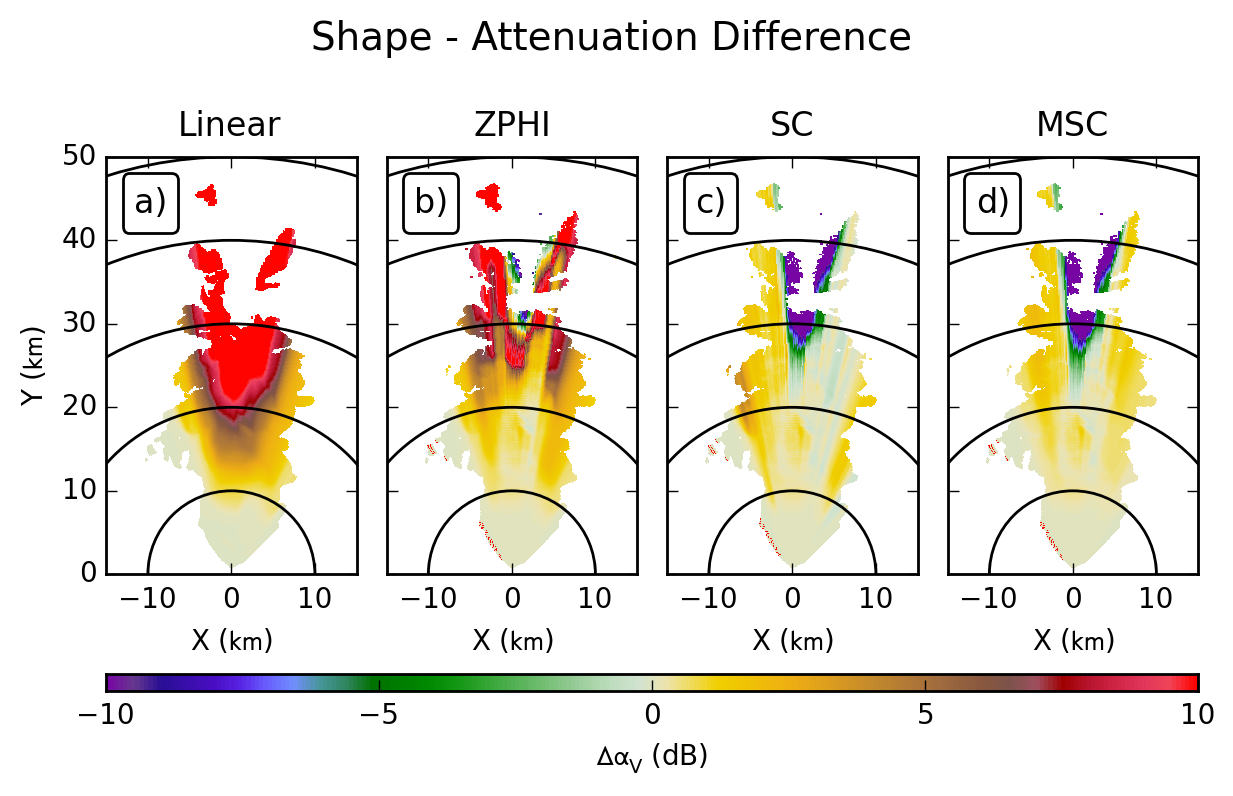 Shape - Attenuation Difference
Linear ZPHI SC MSC
a) b) c) d)
50
40
30
20
10
0
Y (km)
−10 0 10 −10 0 10 −10 0 10 −10 0 10
X (km) X (km) X (km) X (km)
−10 −5 0 5 10
Δα_V (dB)